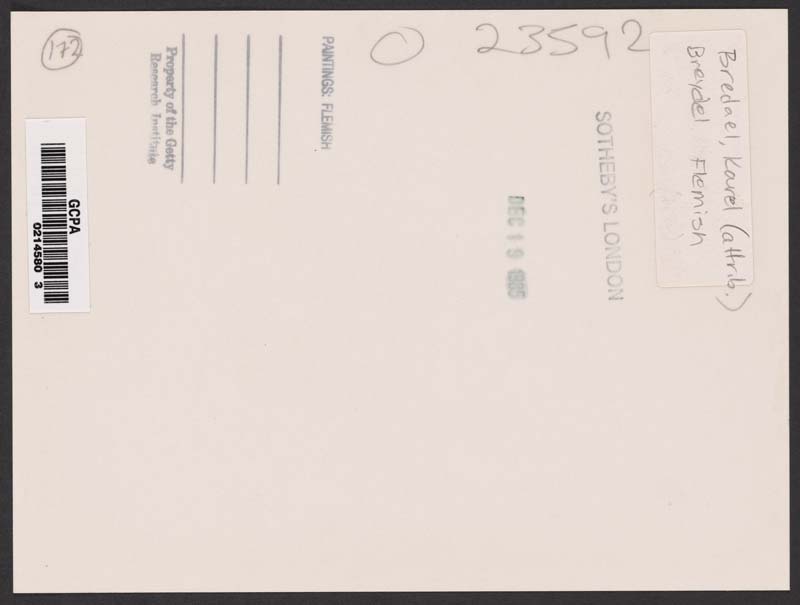 Bredael, Karel (attrib.)
Breydel Flemish
SOTHEBY'S LONDON
DEC 19 1985
23592
0
PAINTINGS: FLEMISH
Property of the Getty
Research Institute
172
GCPA
0214580 3